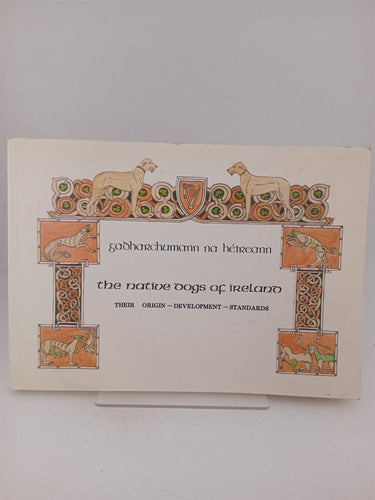 gadharchumann na héireann
the native dogs of ireland
THEIR ORIGIN — DEVELOPMENT — STANDARDS